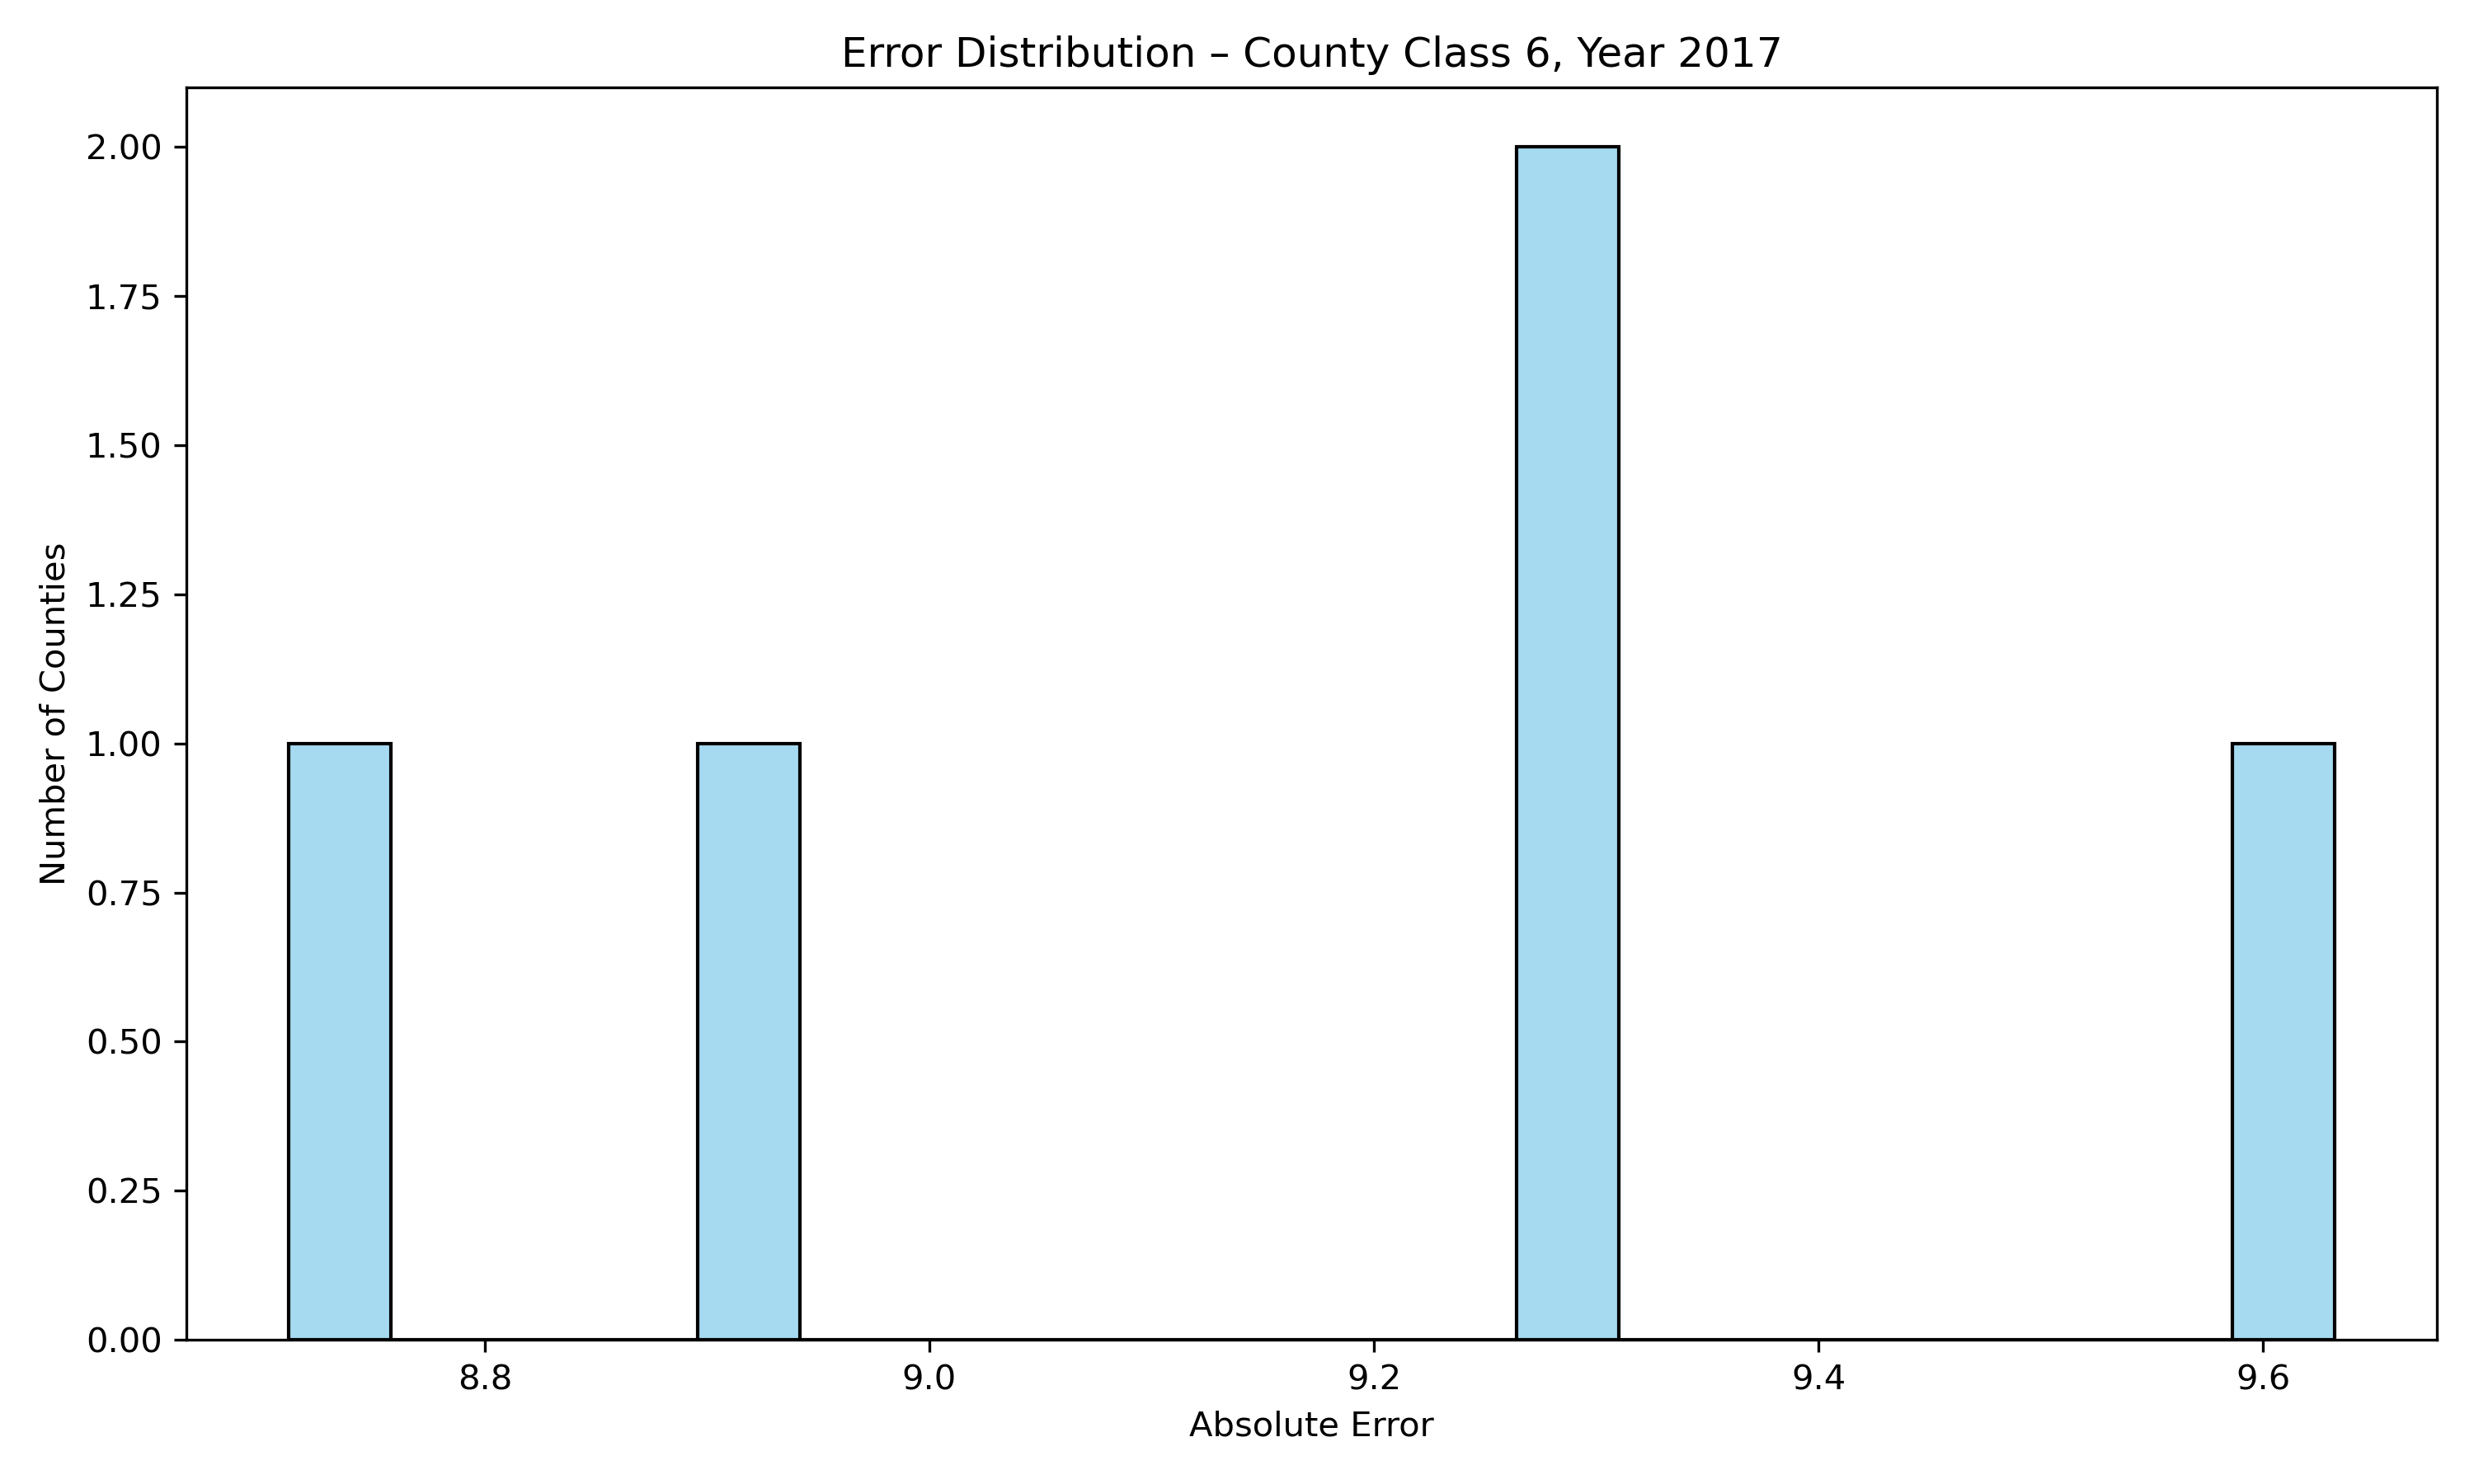 Error Distribution – County Class 6, Year 2017
2.00
1.75
1.50
1.25
1.00
0.75
0.50
0.25
0.00
Number of Counties
8.8 9.0 9.2 9.4 9.6
Absolute Error